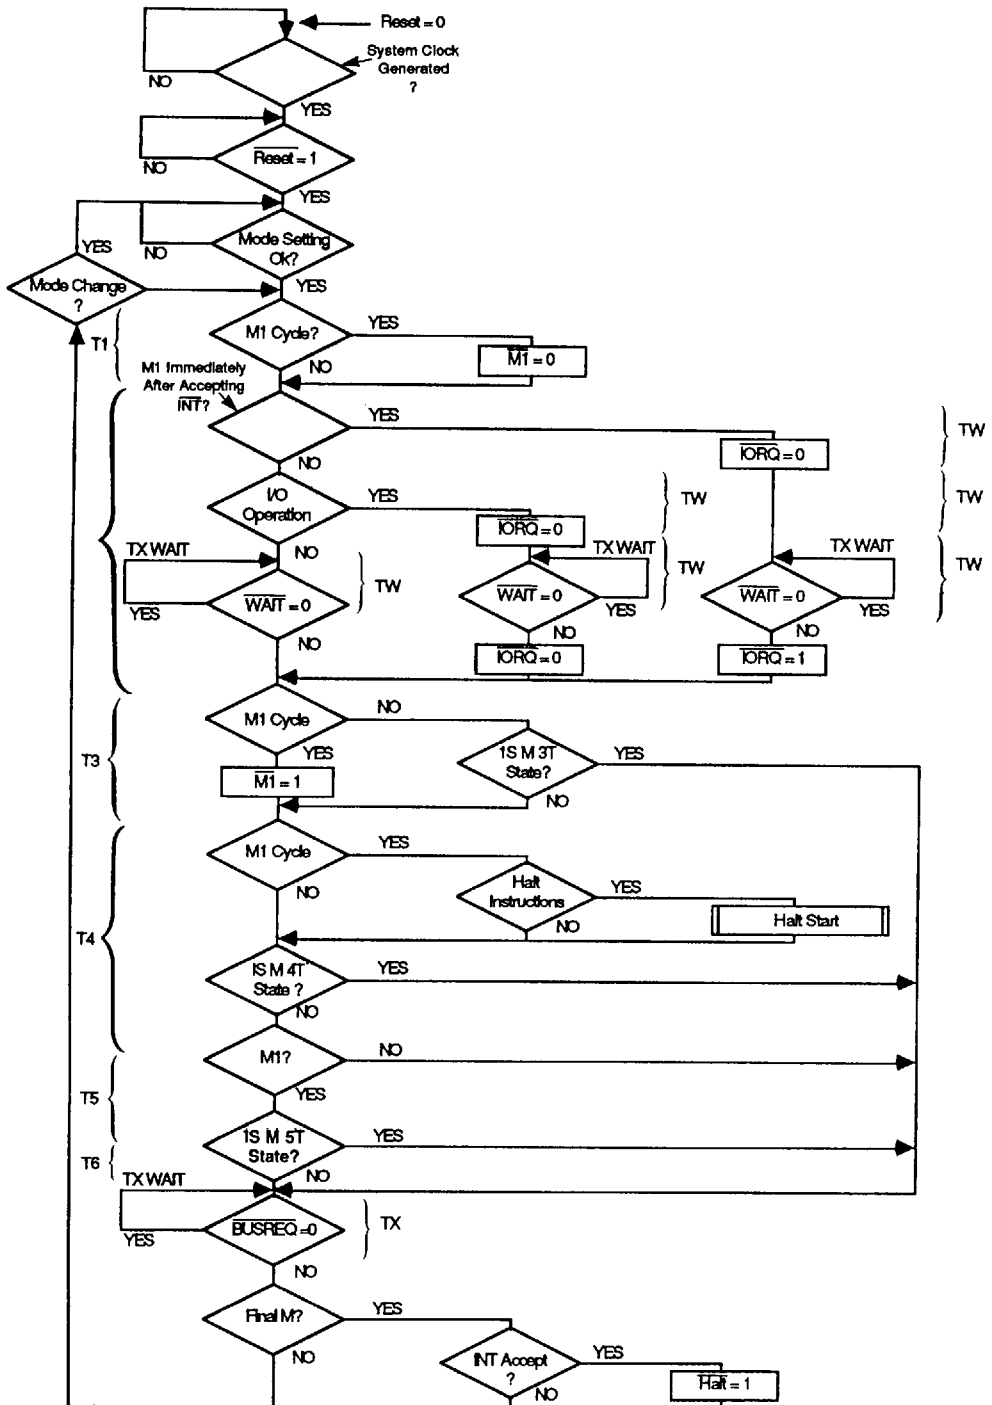 Reset = 0
System Clock
Generated
?
NO
YES
Reset = 1
NO
YES
Mode Setting
Ok?
YES
NO
Mode Change
?
YES
M1 Cycle?
YES
T1
M1 = 0
NO
M1 Immediately
After Accepting
INT?
YES
TW
IORQ = 0
NO
I/O
Operation
YES
TW
TW
IORQ = 0
NO
TX WAIT
TX WAIT
TX WAIT
TW
TW
TW
WAIT = 0
WAIT = 0
WAIT = 0
YES
YES
YES
NO
NO
NO
IORQ = 0
IORQ = 1
M1 Cycle
NO
YES
T3
M1 = 1
1S M 3T
State?
YES
NO
M1 Cycle
YES
NO
Halt
Instructions
YES
NO
Halt Start
T4
IS M 4T
State ?
YES
NO
M1?
NO
YES
T5
1S M 5T
State?
YES
T6
NO
TX WAIT
BUSREQ =0
TX
YES
NO
Final M?
YES
NO
INT Accept
?
YES
NO
Halt = 1